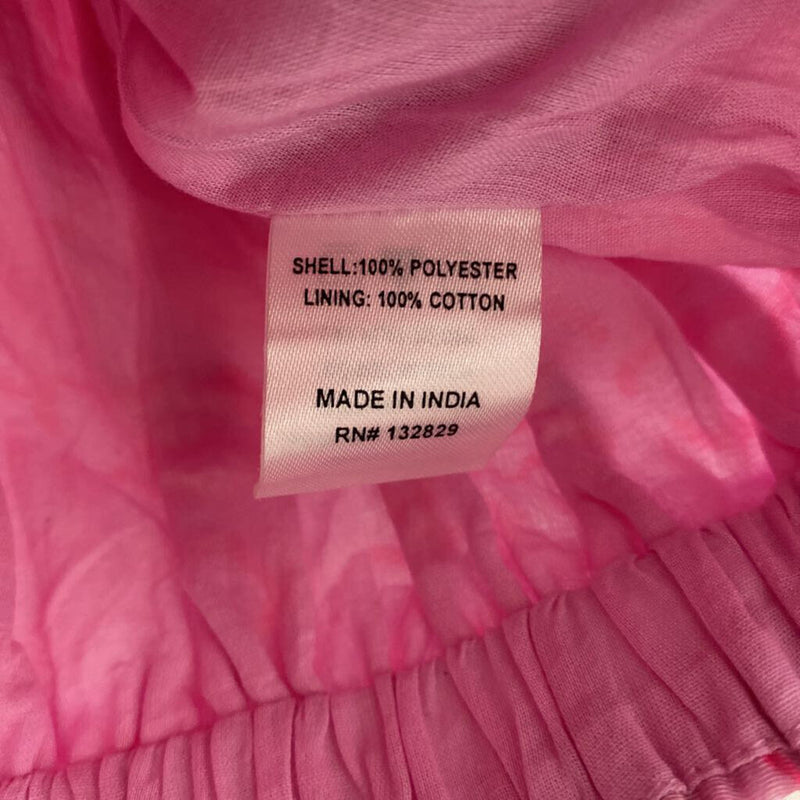 SHELL:100% POLYESTER
LINING: 100% COTTON
MADE IN INDIA
RN# 132829